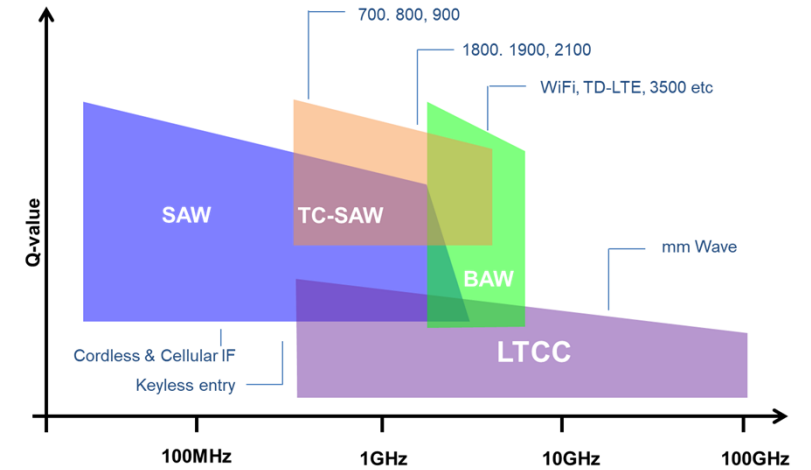 700. 800, 900
1800. 1900, 2100
WiFi, TD-LTE, 3500 etc
SAW
TC-SAW
Q-value
mm Wave
BAW
LTCC
Cordless & Cellular IF
Keyless entry
100MHz
1GHz
10GHz
100GHz